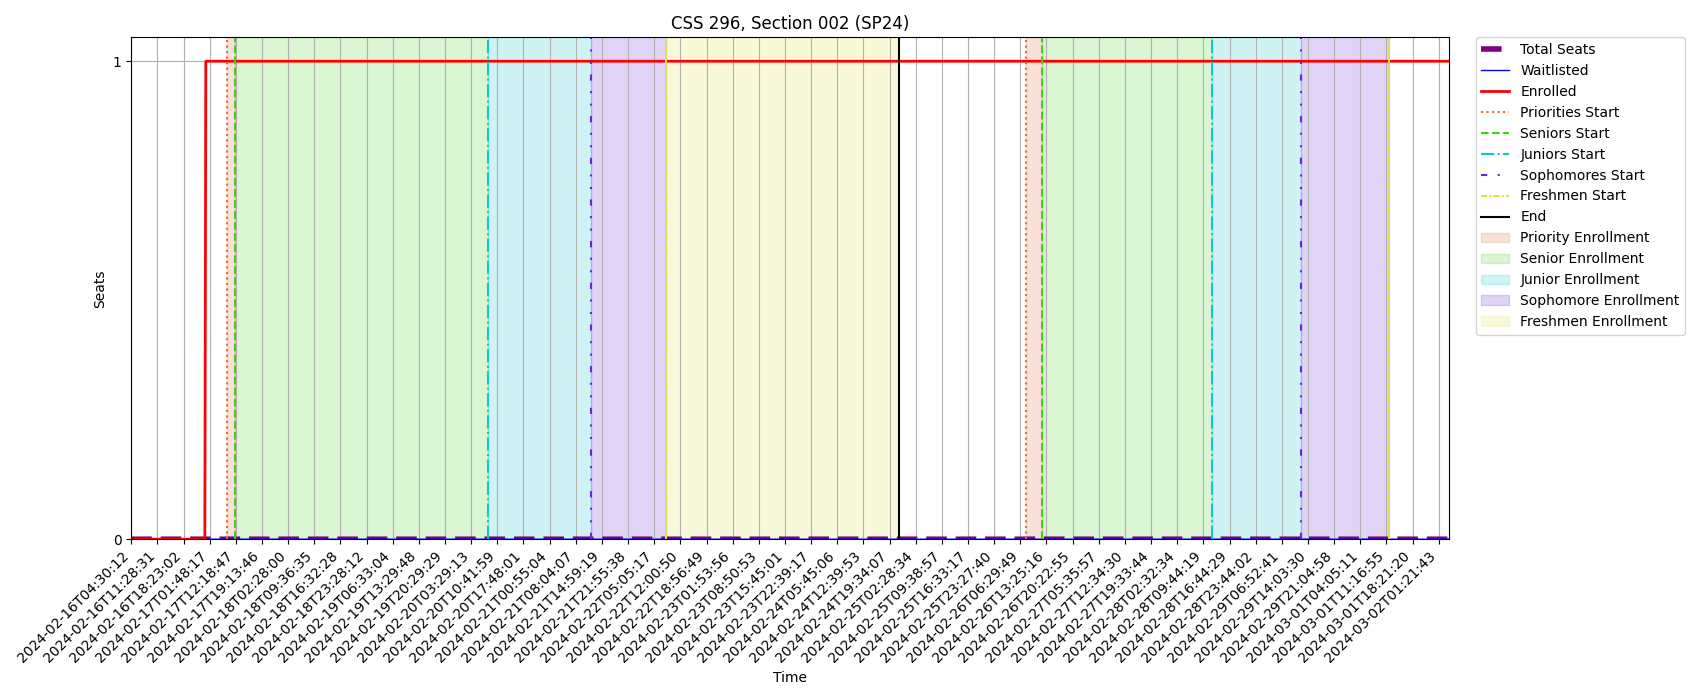 CSS 296, Section 002 (SP24)
Seats
1
0
2024-02-16T04:30:12
2024-02-16T11:28:31
2024-02-16T18:23:02
2024-02-17T01:48:17
2024-02-17T12:18:47
2024-02-17T19:13:46
2024-02-18T02:28:00
2024-02-18T09:36:35
2024-02-18T16:32:28
2024-02-18T23:28:12
2024-02-19T06:33:04
2024-02-19T13:29:48
2024-02-19T20:29:29
2024-02-20T03:29:13
2024-02-20T10:41:59
2024-02-20T17:48:01
2024-02-21T00:55:04
2024-02-21T08:04:07
2024-02-21T14:59:19
2024-02-21T21:55:38
2024-02-22T05:05:17
2024-02-22T12:00:50
2024-02-22T18:56:49
2024-02-23T01:53:56
2024-02-23T08:50:53
2024-02-23T15:45:01
2024-02-23T22:39:17
2024-02-24T05:45:06
2024-02-24T12:39:53
2024-02-24T19:34:07
2024-02-25T02:28:34
2024-02-25T09:38:57
2024-02-25T16:33:17
2024-02-25T23:27:40
2024-02-26T06:29:49
2024-02-26T13:25:16
2024-02-26T20:22:55
2024-02-27T05:35:57
2024-02-27T12:34:30
2024-02-27T19:33:44
2024-02-28T02:32:34
2024-02-28T09:44:19
2024-02-28T16:44:29
2024-02-28T23:44:02
2024-02-29T06:52:41
2024-02-29T14:03:30
2024-02-29T21:04:58
2024-03-01T04:05:11
2024-03-01T11:16:55
2024-03-01T18:21:20
2024-03-02T01:21:43
Time
Total Seats
Waitlisted
Enrolled
Priorities Start
Seniors Start
Juniors Start
Sophomores Start
Freshmen Start
End
Priority Enrollment
Senior Enrollment
Junior Enrollment
Sophomore Enrollment
Freshmen Enrollment